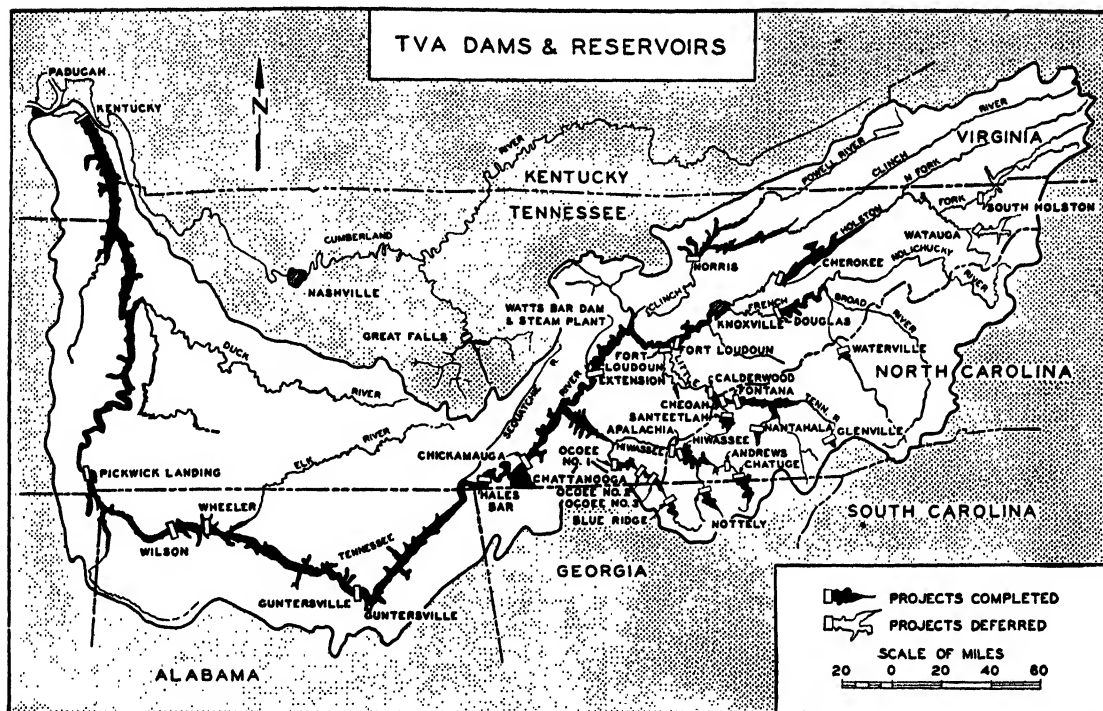 TVA DAMS & RESERVOIRS
PADUCAH
KENTUCKY
N
RIVER
KENTUCKY
TENNESSEE
CUMBERLAND
NASHVILLE
GREAT FALLS
DUCK
RIVER
ELK
RIVER
PICKWICK LANDING
WILSON
WHEELER
TENNESSEE
GUNTERSVILLE
GUNTERSVILLE
ALABAMA
POWELL RIVER
CLINCH
RIVER
VIRGINIA
N FORK
HOLSTON
FORK
SOUTH HOLSTON
WATAUGA
NOLICHUCKY
RIVER
NORRIS
CLINCH
CHEROKEE
WATTS BAR DAM
& STEAM PLANT
KNOXVILLE
FRENCH
BROAD
RIVER
DOUGLAS
FORT LOUDOUN
FORT
LOUDOUN
EXTENSION
LITTLE
TENN. R
CALDERWOOD
FONTANA
CHEOAH
SANTEETLAH
WATERVILLE
NORTH CAROLINA
NANTAHALA
GLENVILLE
SEQUATCHIE R
RIVER
APALACHIA
HIWASSEE
HIWASSEE
ANDREWS
CHATUGE
CHICKAMAUGA
CHATTANOOGA
HALES
BAR
OCOEE
NO. 1
OCOEE NO. 2
OCOEE NO. 3
BLUE RIDGE
NOTTELY
GEORGIA
SOUTH CAROLINA
PROJECTS COMPLETED
PROJECTS DEFERRED
SCALE OF MILES
20 0 20 40 60